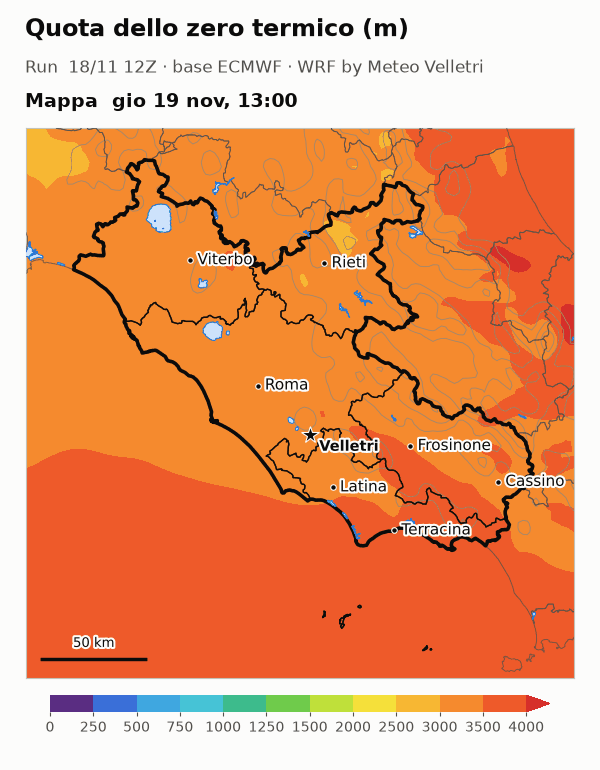 Quota dello zero termico (m)
Run  18/11 12Z · base ECMWF · WRF by Meteo Velletri
Mappa  gio 19 nov, 13:00
Viterbo
Rieti
Roma
Velletri
Frosinone
Latina
Cassino
Terracina
50 km
0 250 500 750 1000 1250 1500 2000 2500 3000 3500 4000